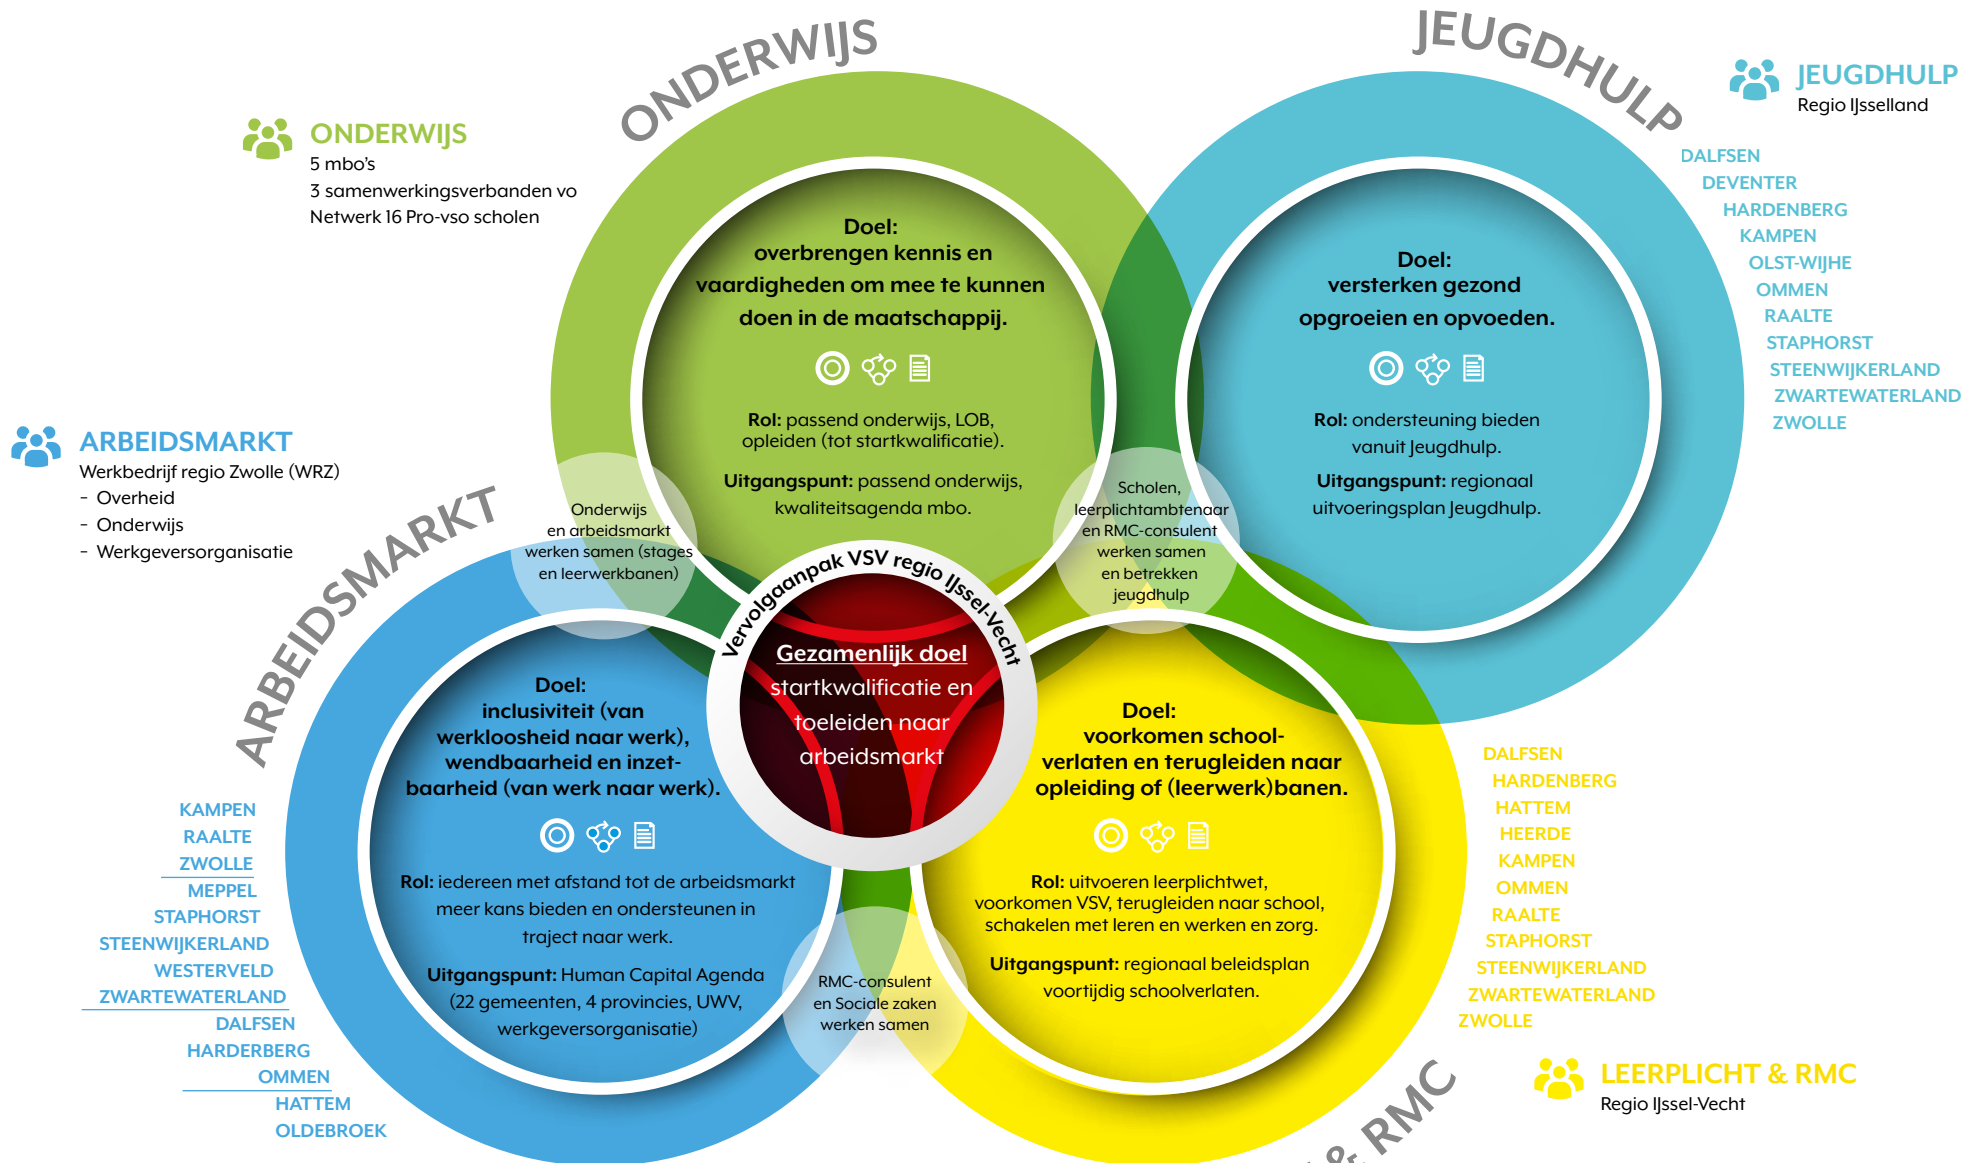 ONDERWIJS
JEUGDHULP
JEUGDHULP
Regio IJsselland
DALFSEN
DEVENTER
HARDENBERG
KAMPEN
OLST-WIJHE
OMMEN
RAALTE
STAPHORST
STEENWIJKERLAND
ZWARTEWATERLAND
ZWOLLE
ONDERWIJS
5 mbo's
3 samenwerkingsverbanden vo
Netwerk 16 Pro-vso scholen
Doel:
overbrengen kennis en
vaardigheden om mee te kunnen
doen in de maatschappij.
Rol: passend onderwijs, LOB,
opleiden (tot startkwalificatie).
Uitgangspunt: passend onderwijs,
kwaliteitsagenda mbo.
Doel:
versterken gezond
opgroeien en opvoeden.
Rol: ondersteuning bieden
vanuit Jeugdhulp.
Uitgangspunt: regionaal
uitvoeringsplan Jeugdhulp.
ARBEIDSMARKT
Werkbedrijf regio Zwolle (WRZ)
- Overheid
- Onderwijs
- Werkgeversorganisatie
ARBEIDSMARKT
Onderwijs
en arbeidsmarkt
werken samen (stages
en leerwerkbanen)
Scholen,
leerplichtambtenaar
en RMC-consulent
werken samen
en betrekken
jeugdhulp
Vervolgaanpak VSV regio IJssel-Vecht
Gezamenlijk doel
startkwalificatie en
toeleiden naar
arbeidsmarkt
Doel:
inclusiviteit (van
werkloosheid naar werk),
wendbaarheid en inzet-
baarheid (van werk naar werk).
Rol: iedereen met afstand tot de arbeidsmarkt
meer kans bieden en ondersteunen in
traject naar werk.
Uitgangspunt: Human Capital Agenda
(22 gemeenten, 4 provincies, UWV,
werkgeversorganisatie)
Doel:
voorkomen school-
verlaten en terugleiden naar
opleiding of (leerwerk)banen.
Rol: uitvoeren leerplichtwet,
voorkomen VSV, terugleiden naar school,
schakelen met leren en werken en zorg.
Uitgangspunt: regionaal beleidsplan
voortijdig schoolverlaten.
RMC-consulent
en Sociale zaken
werken samen
KAMPEN
RAALTE
ZWOLLE
MEPPEL
STAPHORST
STEENWIJKERLAND
WESTERVELD
ZWARTEWATERLAND
DALFSEN
HARDERBERG
OMMEN
HATTEM
OLDEBROEK
DALFSEN
HARDENBERG
HATTEM
HEERDE
KAMPEN
OMMEN
RAALTE
STAPHORST
STEENWIJKERLAND
ZWARTEWATERLAND
ZWOLLE
LEERPLICHT & RMC
Regio IJssel-Vecht
& RMC